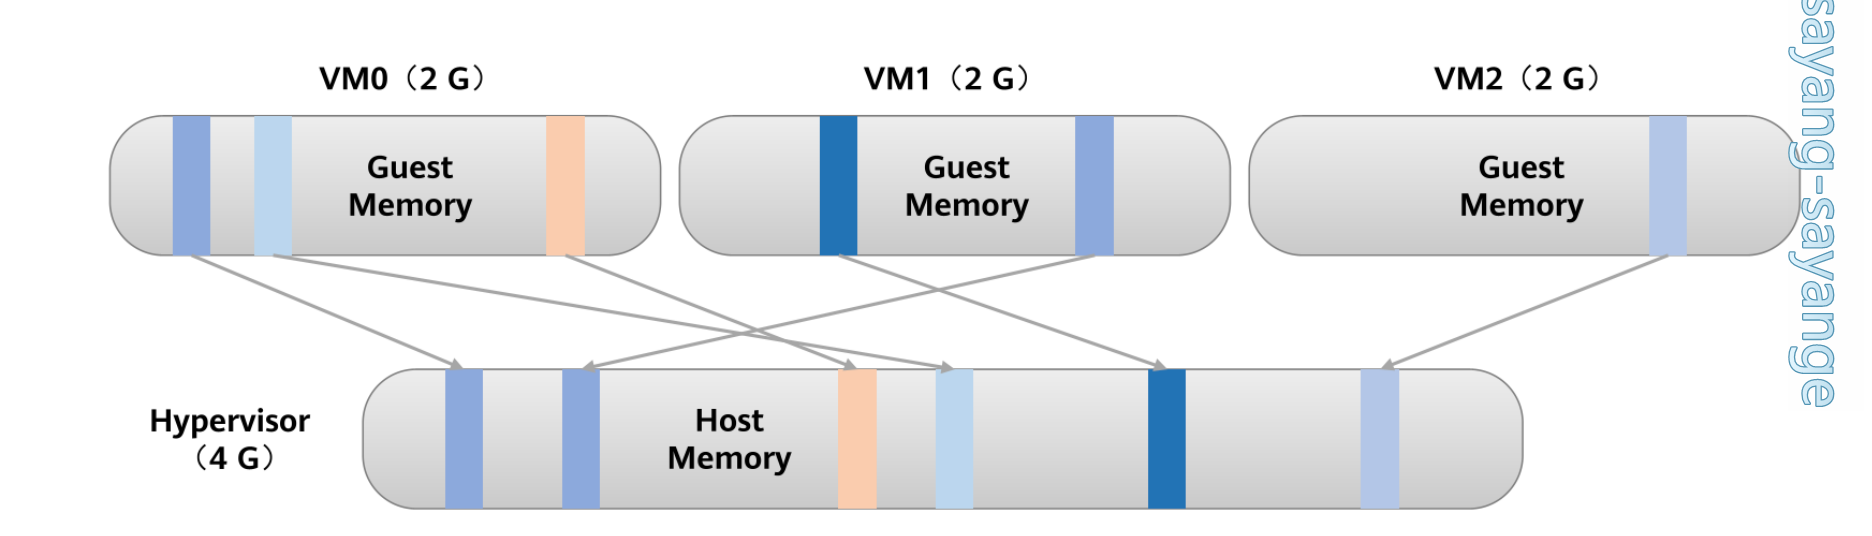 VM0（2 G）
VM1（2 G）
VM2（2 G）
Guest
Memory
Guest
Memory
Guest
Memory
Hypervisor
（4 G）
Host
Memory
sayang-sayange